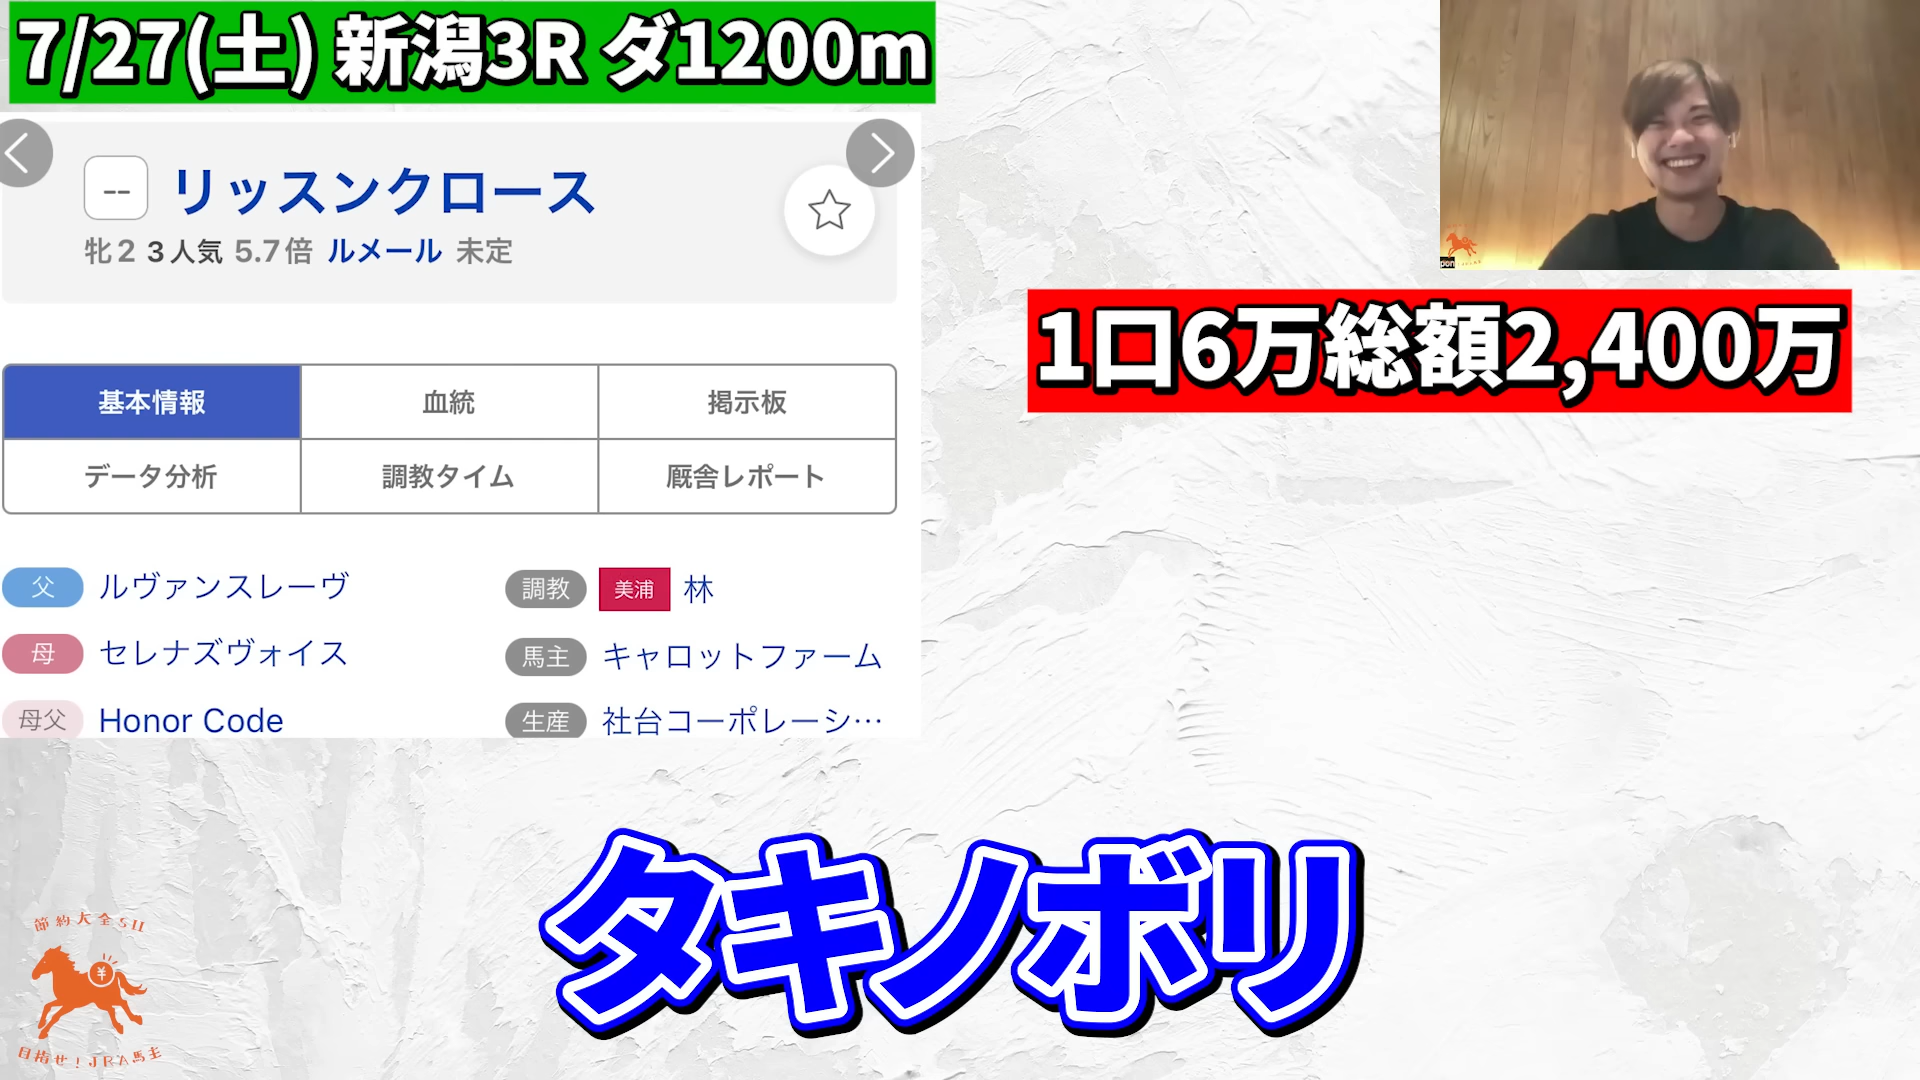 7/27(土) 新潟3R ダ1200m
-- リッスンクロース
牝2 3人気 5.7倍 ルメール 未定
1口6万総額2,400万
基本情報 血統 掲示板
データ分析 調教タイム 厩舎レポート
父 ルヴァンスレーヴ 調教 美浦 林
母 セレナズヴォイス 馬主 キャロットファーム
母父 Honor Code 生産 社台コーポレーシ…
タキノボリ
節約大全SII
¥
目指せ!JRA馬主